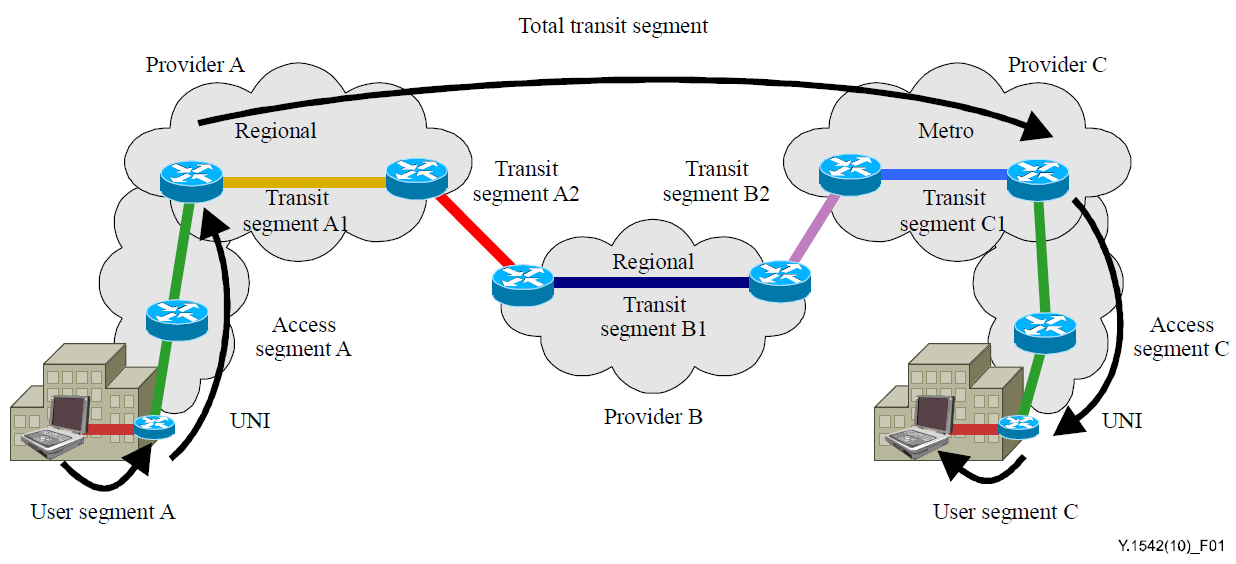 Total transit segment
Provider A
Provider C
Regional
Metro
Transit
segment A2
Transit
segment B2
Transit
segment A1
Transit
segment C1
Regional
Transit
segment B1
Access
segment A
Access
segment C
UNI
Provider B
UNI
User segment A
User segment C
Y.1542(10)_F01